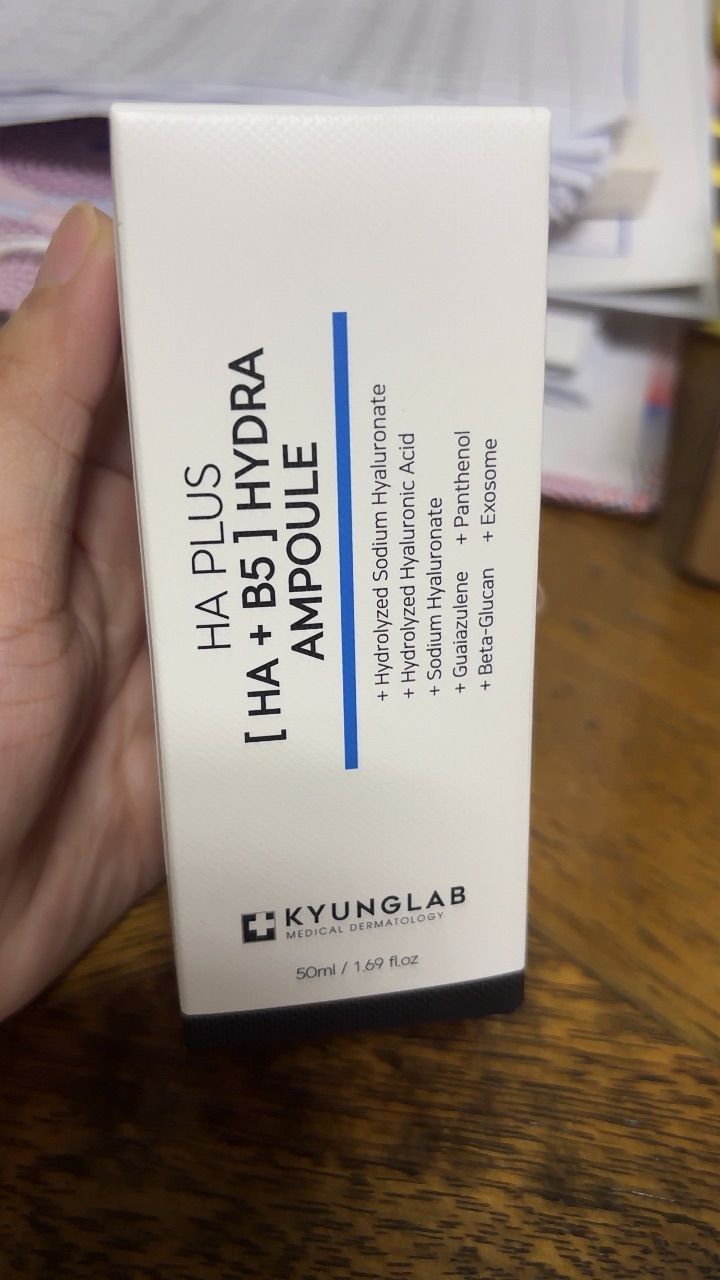 HA PLUS
[ HA + B5 ] HYDRA
AMPOULE
+ Hydrolyzed Sodium Hyaluronate
+ Hydrolyzed Hyaluronic Acid
+ Sodium Hyaluronate
+ Guaiazulene + Panthenol
+ Beta-Glucan + Exosome
KYUNGLAB
MEDICAL DERMATOLOGY
50ml / 1.69 fl.oz